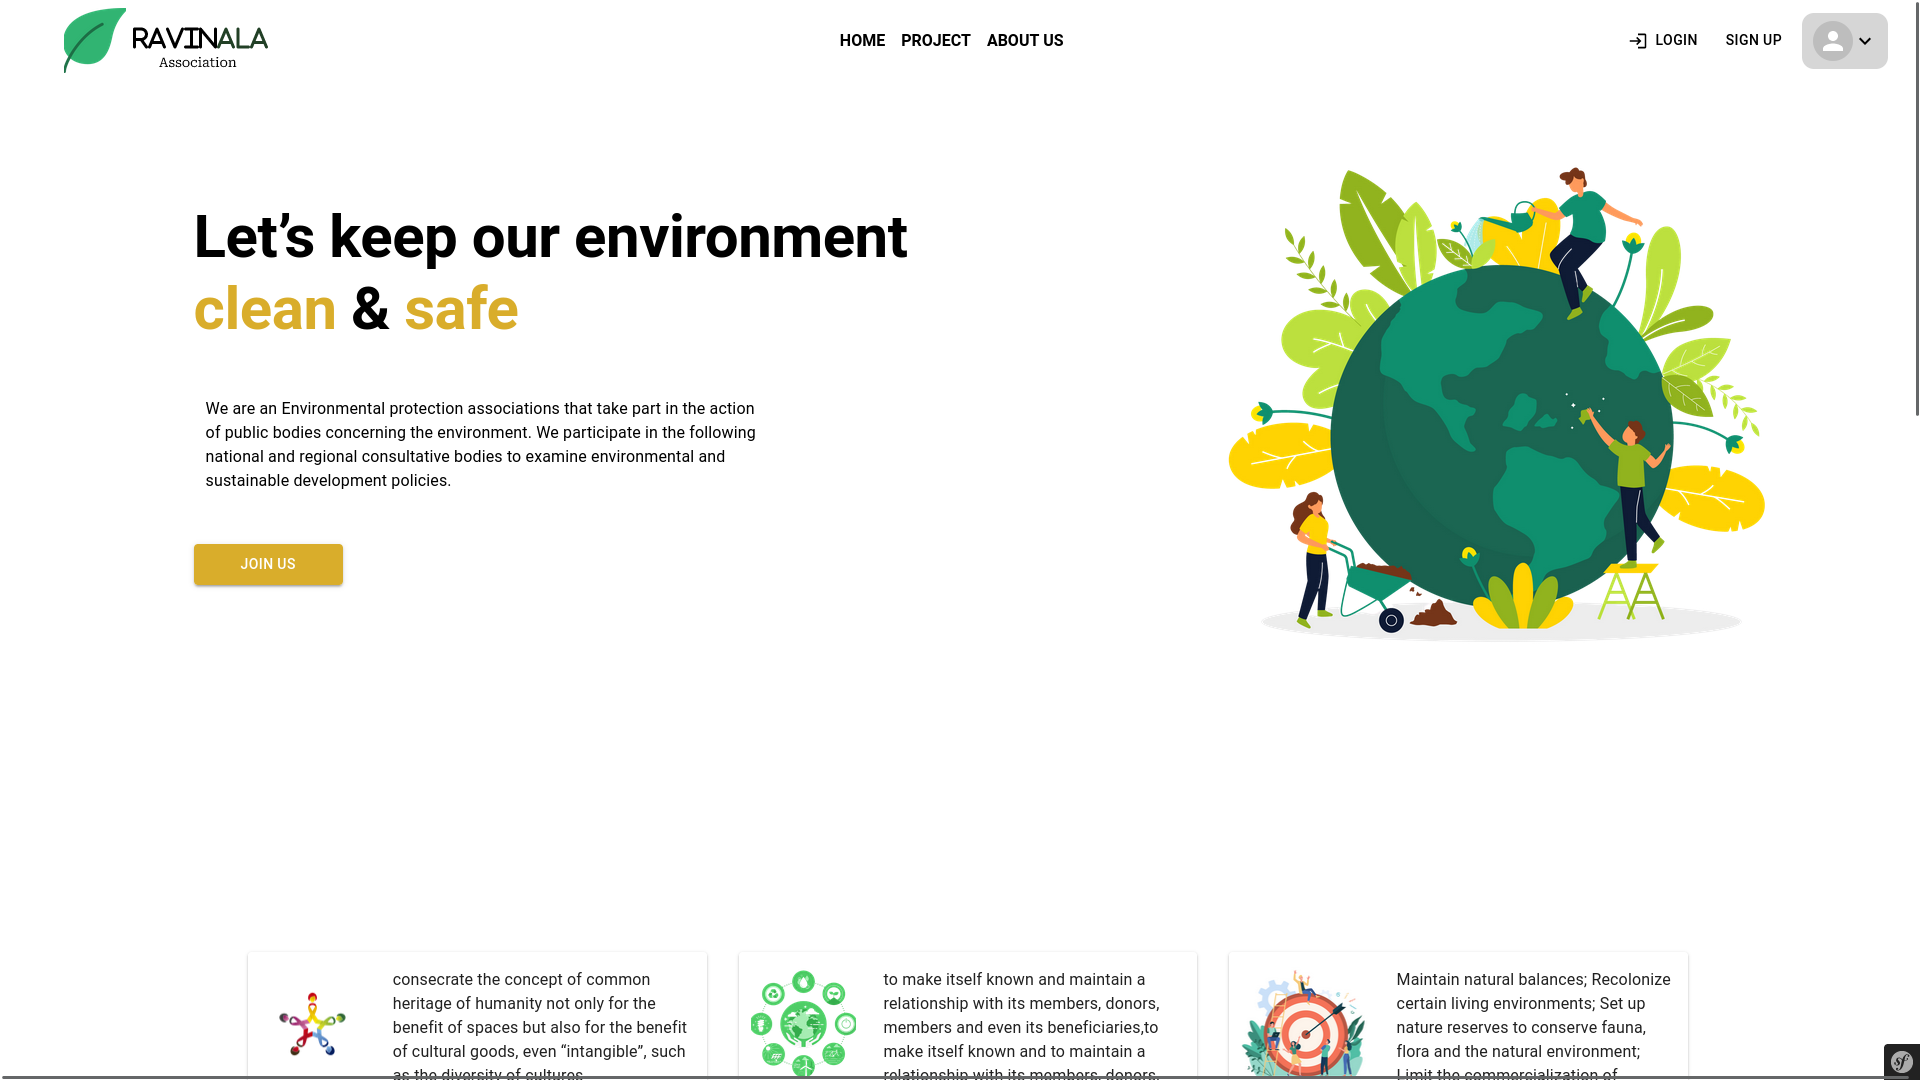 RAVINALA
Association
HOME PROJECT ABOUT US
LOGIN SIGN UP
Let’s keep our environment
clean & safe
We are an Environmental protection associations that take part in the action
of public bodies concerning the environment. We participate in the following
national and regional consultative bodies to examine environmental and
sustainable development policies.
JOIN US
consecrate the concept of common
heritage of humanity not only for the
benefit of spaces but also for the benefit
of cultural goods, even “intangible”, such
as the diversity of cultures
to make itself known and maintain a
relationship with its members, donors,
members and even its beneficiaries,to
make itself known and to maintain a
relationship with its members, donors,
Maintain natural balances; Recolonize
certain living environments; Set up
nature reserves to conserve fauna,
flora and the natural environment;
Limit the commercialization of
sf